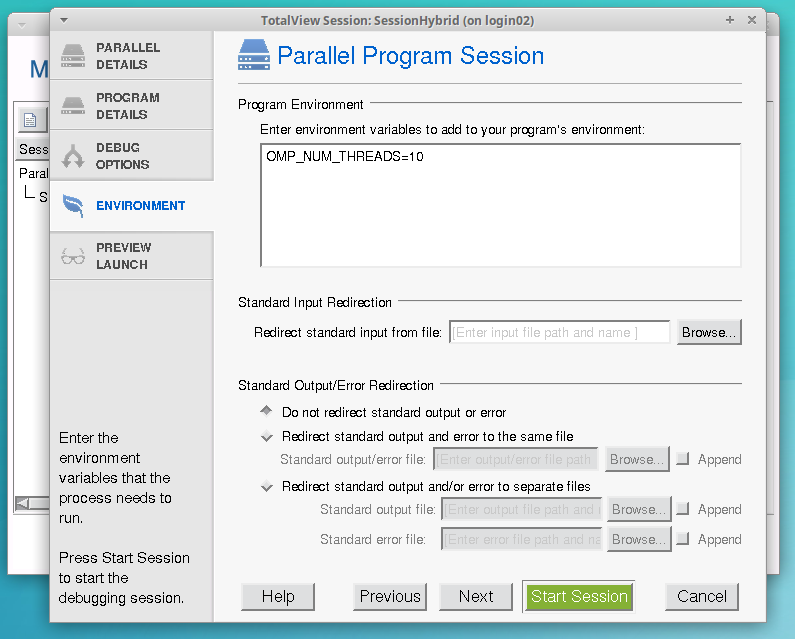 TotalView Session: SessionHybrid (on login02)
M
Sess
Paral
S
PARALLEL
DETAILS
PROGRAM
DETAILS
DEBUG
OPTIONS
ENVIRONMENT
PREVIEW
LAUNCH
Enter the
environment
variables that the
process needs to
run.
Press Start Session
to start the
debugging session.
Parallel Program Session
Program Environment
Enter environment variables to add to your program's environment:
OMP_NUM_THREADS=10
Standard Input Redirection
Redirect standard input from file: [Enter input file path and name ] Browse...
Standard Output/Error Redirection
Do not redirect standard output or error
Redirect standard output and error to the same file
Standard output/error file: [Enter output/error file path Browse... Append
Redirect standard output and/or error to separate files
Standard output file: [Enter output file path and Browse... Append
Standard error file: [Enter error file path and na Browse... Append
Help Previous Next Start Session Cancel